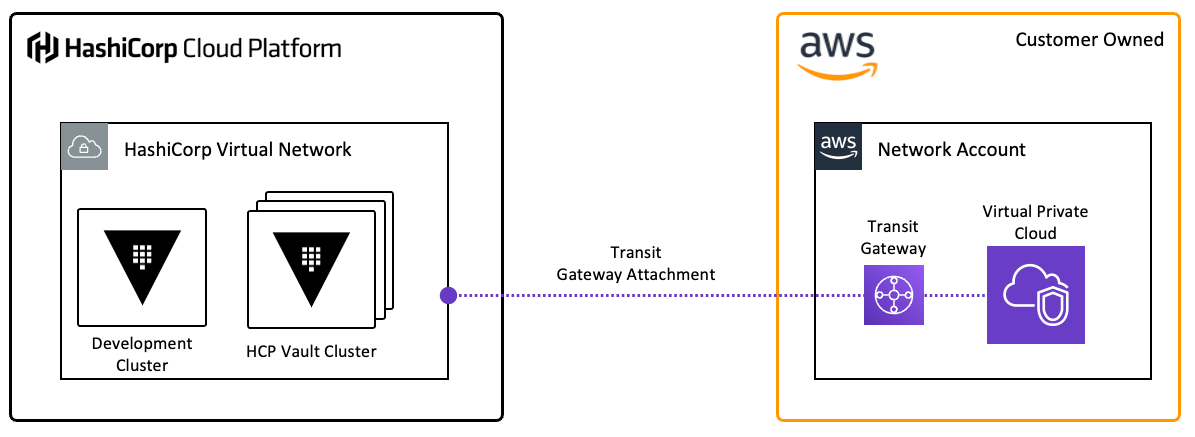 HashiCorp Cloud Platform
HashiCorp Virtual Network
Development
Cluster
HCP Vault Cluster
Transit
Gateway Attachment
aws
Customer Owned
aws
Network Account
Transit
Gateway
Virtual Private
Cloud